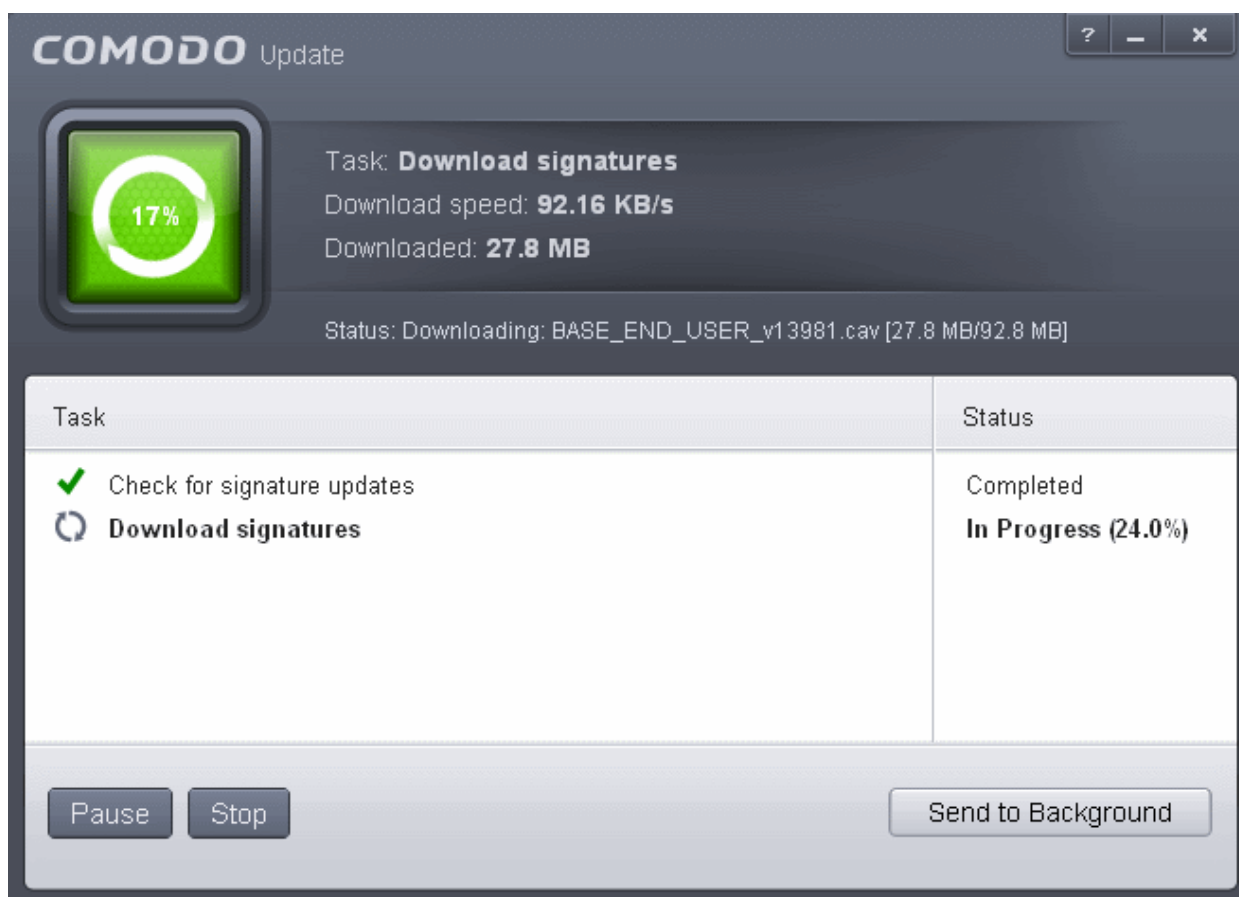 COMODO Update
? – ×
17%
Task: Download signatures
Download speed: 92.16 KB/s
Downloaded: 27.8 MB
Status: Downloading: BASE_END_USER_v13981.cav [27.8 MB/92.8 MB]
Task Status
Check for signature updates Completed
Download signatures In Progress (24.0%)
Pause Stop Send to Background